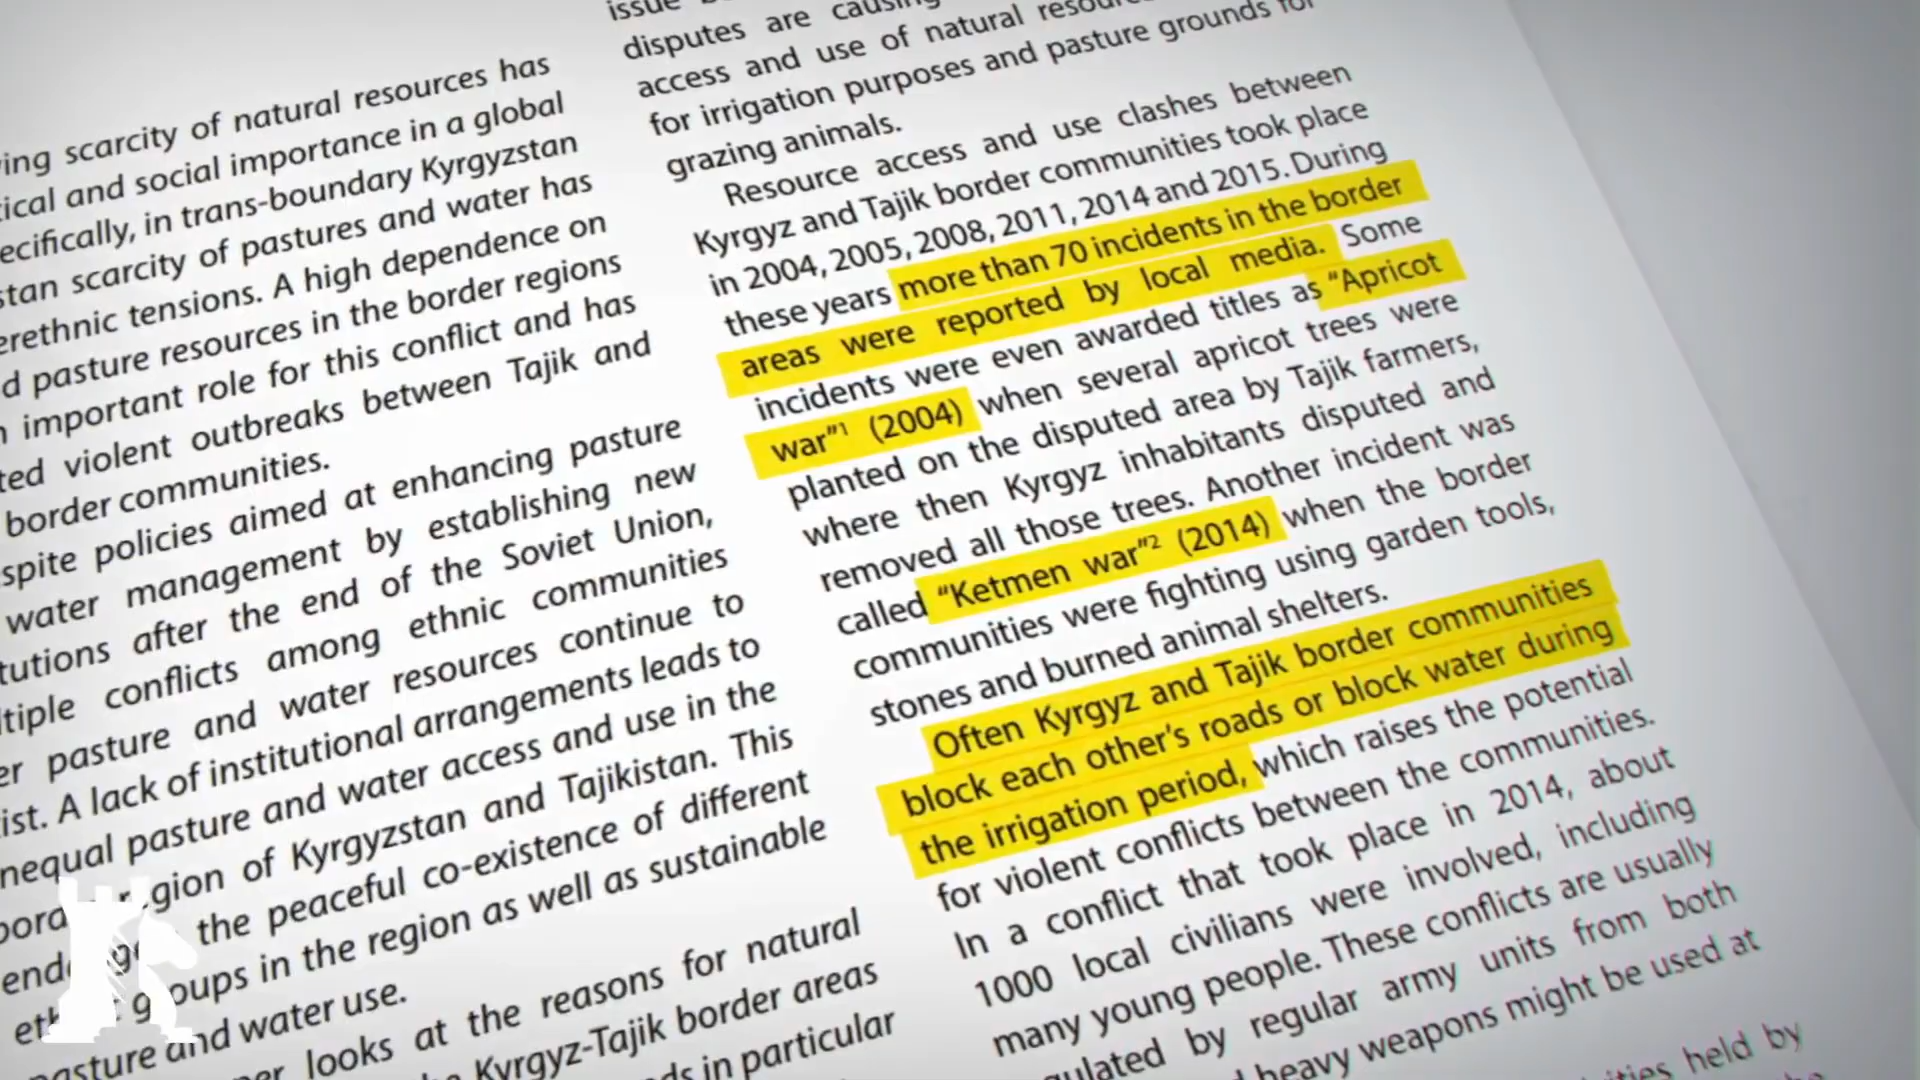 scarcity of natural resources has
and social importance in a global
in trans-boundary Kyrgyzstan
scarcity of pastures and water has
tensions. A high dependence on
pasture resources in the border regions
important role for this conflict and has
violent outbreaks between Tajik and
border communities.
policies aimed at enhancing pasture
water management by establishing new
after the end of the Soviet Union,
conflicts among ethnic communities
pasture and water resources continue to
A lack of institutional arrangements leads to
pasture and water access and use in the
of Kyrgyzstan and Tajikistan. This
the peaceful co-existence of different
groups in the region as well as sustainable
and water use.
looks at the reasons for natural
Kyrgyz-Tajik border areas
in particular
issue
disputes are causing
access and use of natural
for irrigation purposes and pasture grounds for
grazing animals.
Resource access and use clashes between
Kyrgyz and Tajik border communities took place
in 2004, 2005, 2008, 2011, 2014 and 2015. During
these years more than 70 incidents in the border
areas were reported by local media. Some
incidents were even awarded titles as “Apricot
war”¹ (2004) when several apricot trees were
planted on the disputed area by Tajik farmers,
where then Kyrgyz inhabitants disputed and
removed all those trees. Another incident was
called “Ketmen war”² (2014) when the border
communities were fighting using garden tools,
stones and burned animal shelters.
Often Kyrgyz and Tajik border communities
block each other’s roads or block water during
the irrigation period, which raises the potential
for violent conflicts between the communities.
In a conflict that took place in 2014, about
1000 local civilians were involved, including
many young people. These conflicts are usually
by regular army units from both
heavy weapons might be used at
held by